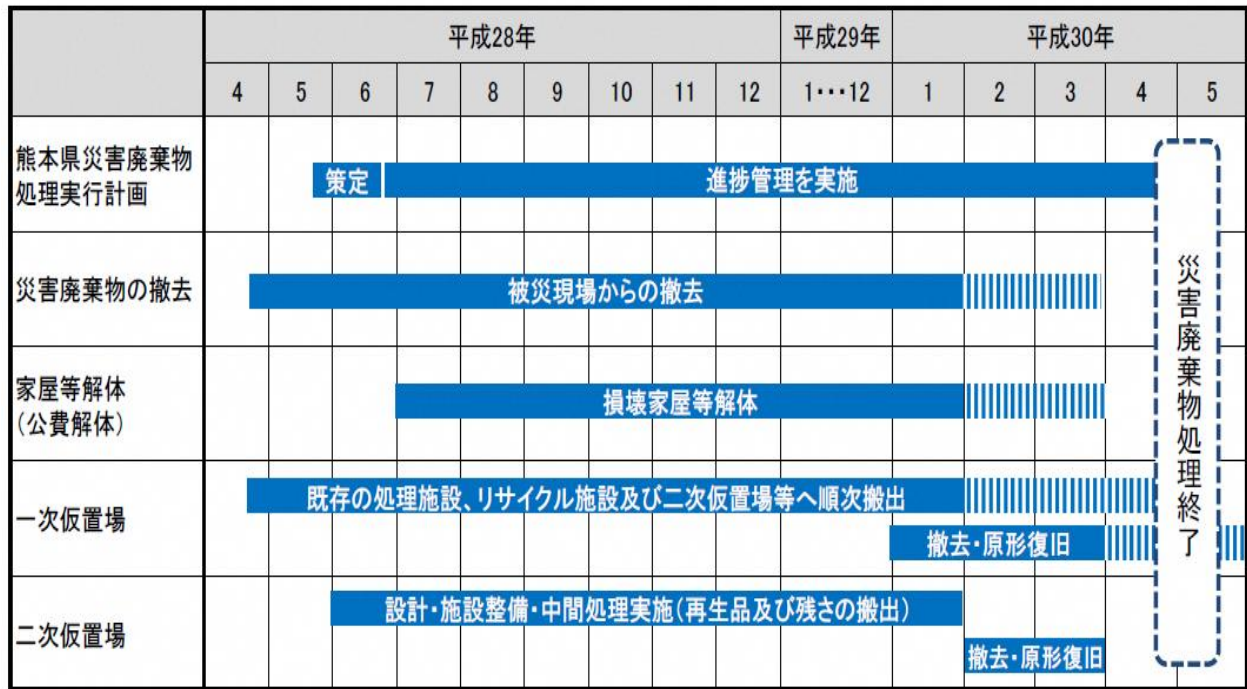 平成28年
平成29年
平成30年
4
5
6
7
8
9
10
11
12
1・・・12
1
2
3
4
5
熊本県災害廃棄物
処理実行計画
策定
進捗管理を実施
災害廃棄物の撤去
被災現場からの撤去
家屋等解体
(公費解体)
損壊家屋等解体
一次仮置場
既存の処理施設、リサイクル施設及び二次仮置場等へ順次搬出
撤去・原形復旧
二次仮置場
設計・施設整備・中間処理実施(再生品及び残さの搬出)
撤去・原形復旧
災害廃棄物処理終了